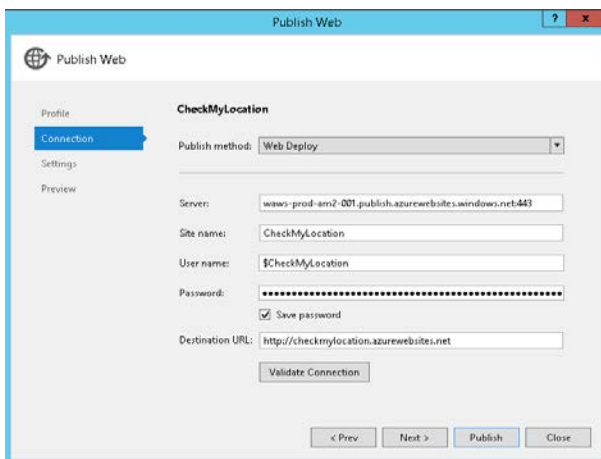 Publish Web
? x
Publish Web
Profile
Connection
Settings
Preview
CheckMyLocation
Publish method: Web Deploy
Server: waws-prod-am2-001.publish.azurewebsites.windows.net:443
Site name: CheckMyLocation
User name: $CheckMyLocation
Password:
Save password
Destination URL: http://checkmylocation.azurewebsites.net
Validate Connection
< Prev Next > Publish Close